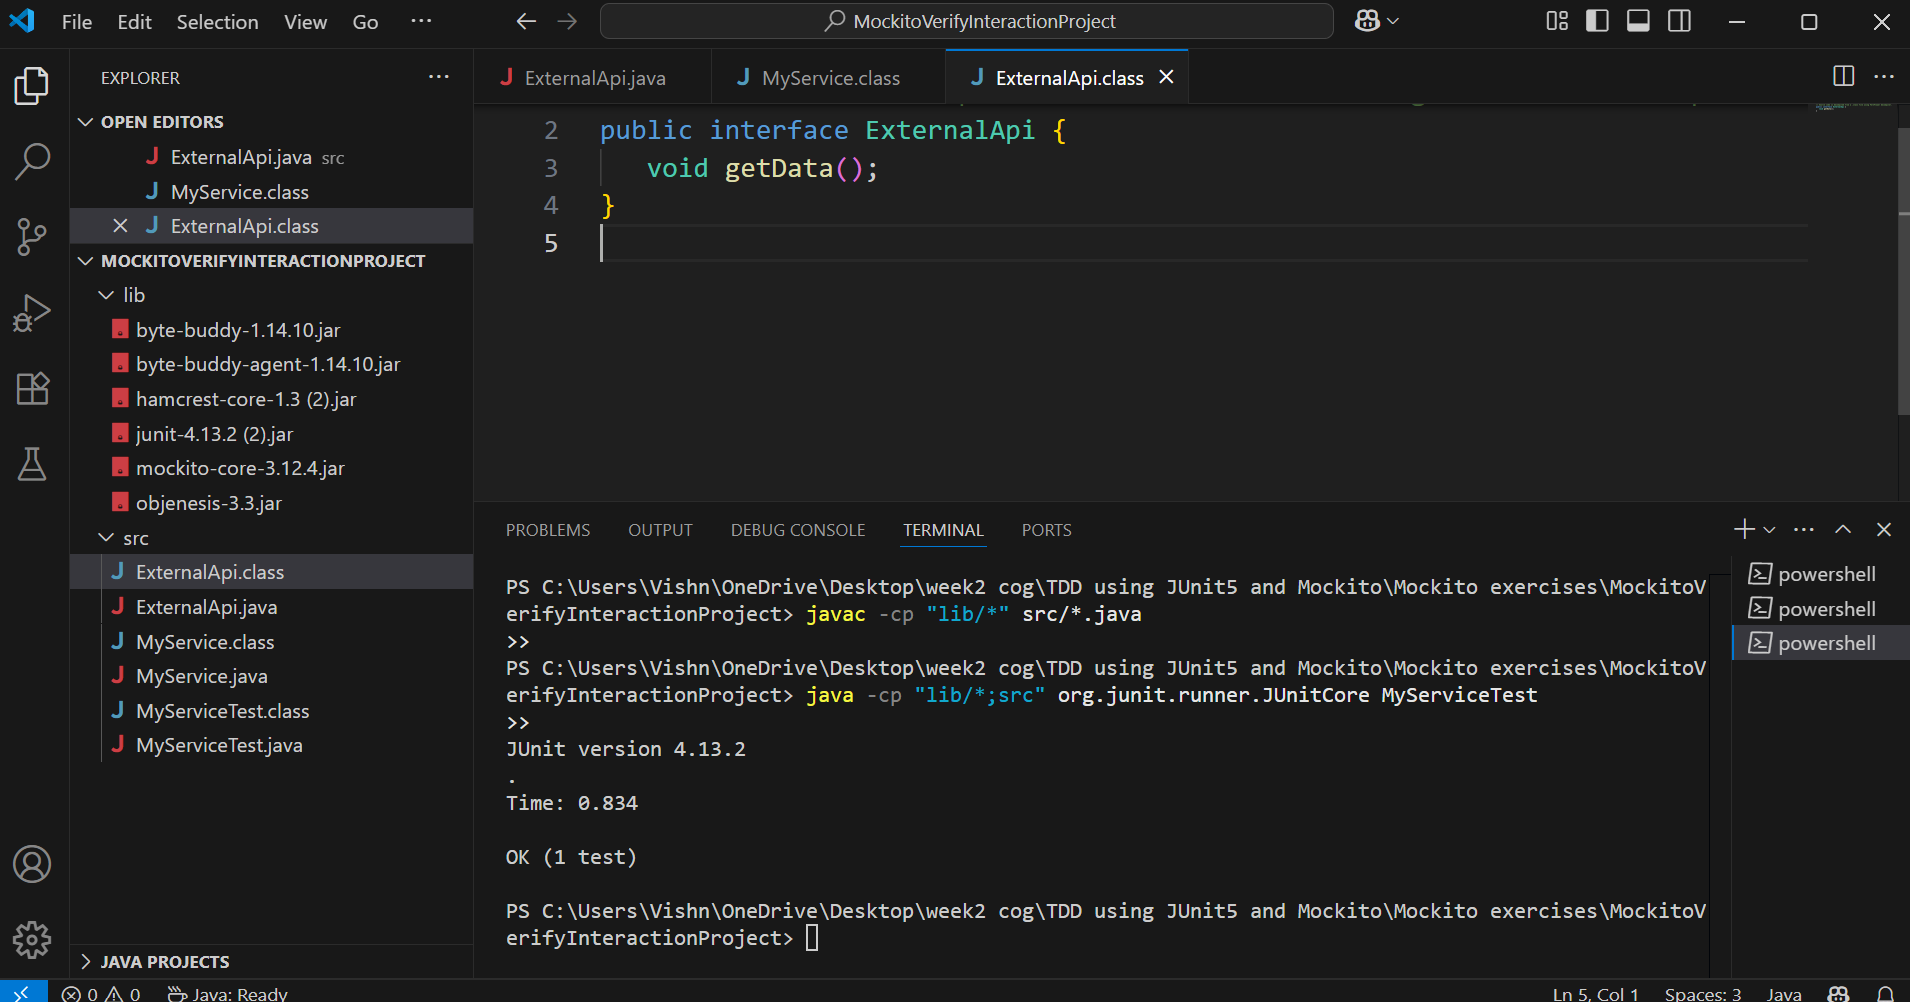 File Edit Selection View Go ···
MockitoVerifyInteractionProject
EXPLORER
OPEN EDITORS
ExternalApi.java src
MyService.class
ExternalApi.class
MOCKITOVERIFYINTERACTIONPROJECT
lib
byte-buddy-1.14.10.jar
byte-buddy-agent-1.14.10.jar
hamcrest-core-1.3 (2).jar
junit-4.13.2 (2).jar
mockito-core-3.12.4.jar
objenesis-3.3.jar
src
ExternalApi.class
ExternalApi.java
MyService.class
MyService.java
MyServiceTest.class
MyServiceTest.java
JAVA PROJECTS
ExternalApi.java MyService.class ExternalApi.class
2 public interface ExternalApi {
3 void getData();
4 }
5
PROBLEMS OUTPUT DEBUG CONSOLE TERMINAL PORTS
PS C:\Users\Vishn\OneDrive\Desktop\week2 cog\TDD using JUnit5 and Mockito\Mockito exercises\MockitoV
erifyInteractionProject> javac -cp "lib/*" src/*.java
>>
PS C:\Users\Vishn\OneDrive\Desktop\week2 cog\TDD using JUnit5 and Mockito\Mockito exercises\MockitoV
erifyInteractionProject> java -cp "lib/*;src" org.junit.runner.JUnitCore MyServiceTest
>>
JUnit version 4.13.2
.
Time: 0.834
OK (1 test)
PS C:\Users\Vishn\OneDrive\Desktop\week2 cog\TDD using JUnit5 and Mockito\Mockito exercises\MockitoV
erifyInteractionProject>
powershell
powershell
powershell
0 0 Java: Ready
Ln 5, Col 1 Spaces: 3 Java